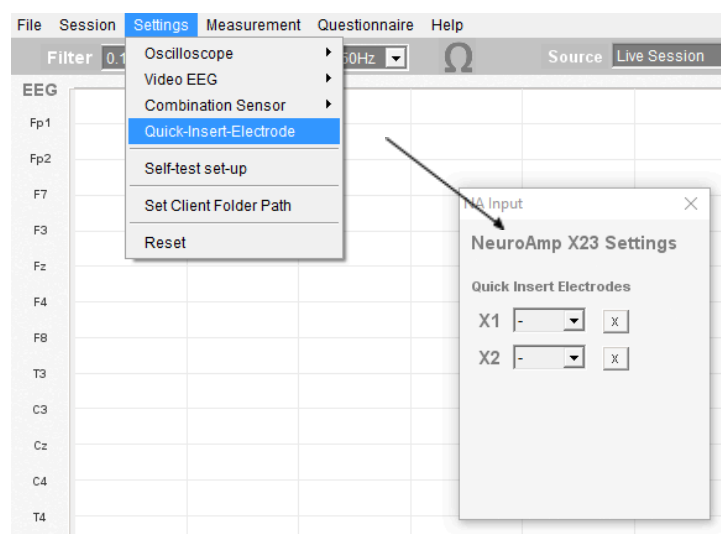 File Session Settings Measurement Questionnaire Help
Filter 0.1 50Hz Ω Source Live Session
Oscilloscope
Video EEG
Combination Sensor
Quick-Insert-Electrode
Self-test set-up
Set Client Folder Path
Reset
EEG
Fp1
Fp2
F7
F3
Fz
F4
F8
T3
C3
Cz
C4
T4
NA Input
NeuroAmp X23 Settings
Quick Insert Electrodes
X1 - x
X2 - x